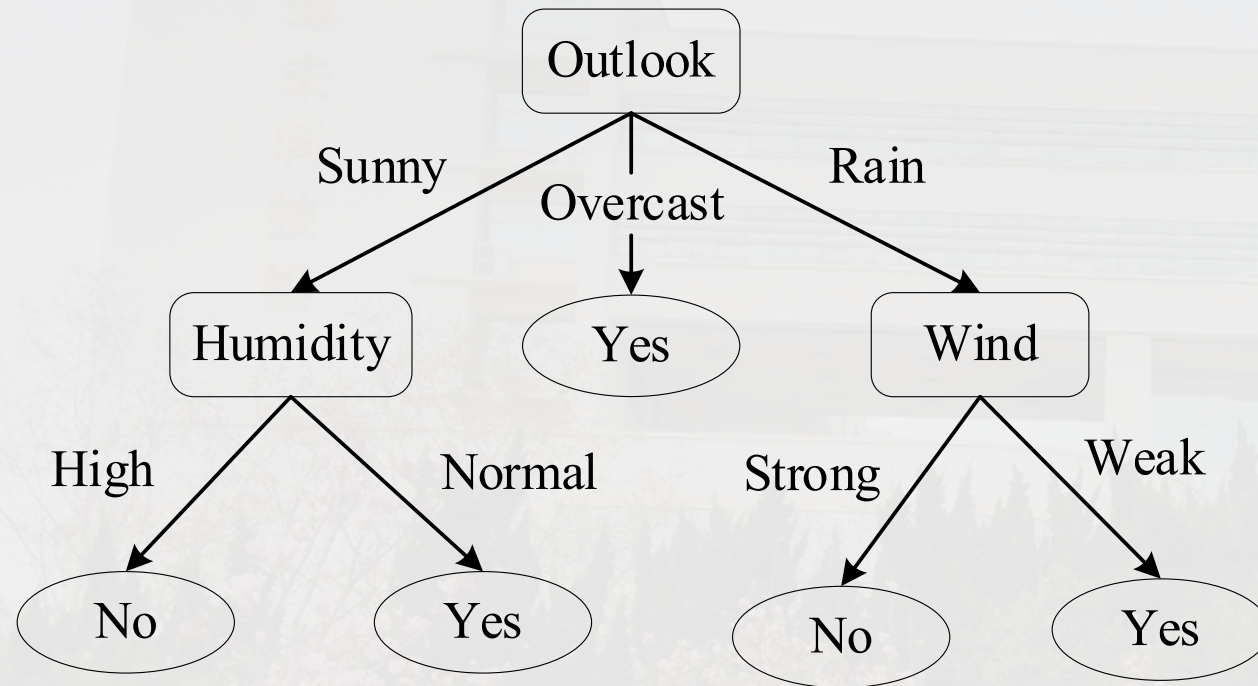 Outlook
Sunny
Overcast
Rain
Humidity
Yes
Wind
High
Normal
Strong
Weak
No
Yes
No
Yes